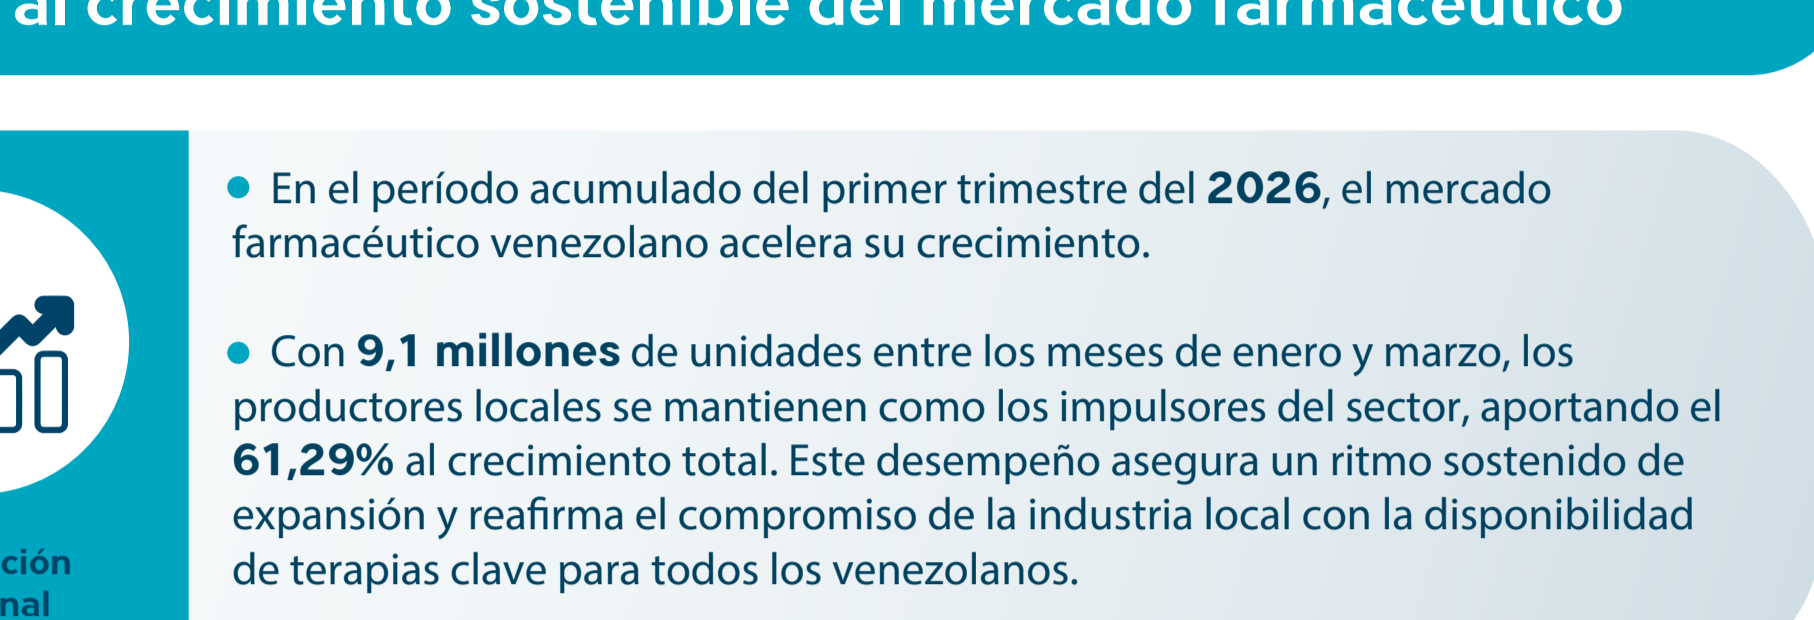 al crecimiento sostenible del mercado farmacéutico
● En el período acumulado del primer trimestre del 2026, el mercado
farmacéutico venezolano acelera su crecimiento.
● Con 9,1 millones de unidades entre los meses de enero y marzo, los
productores locales se mantienen como los impulsores del sector, aportando el
61,29% al crecimiento total. Este desempeño asegura un ritmo sostenido de
expansión y reafirma el compromiso de la industria local con la disponibilidad
de terapias clave para todos los venezolanos.
ción
nal